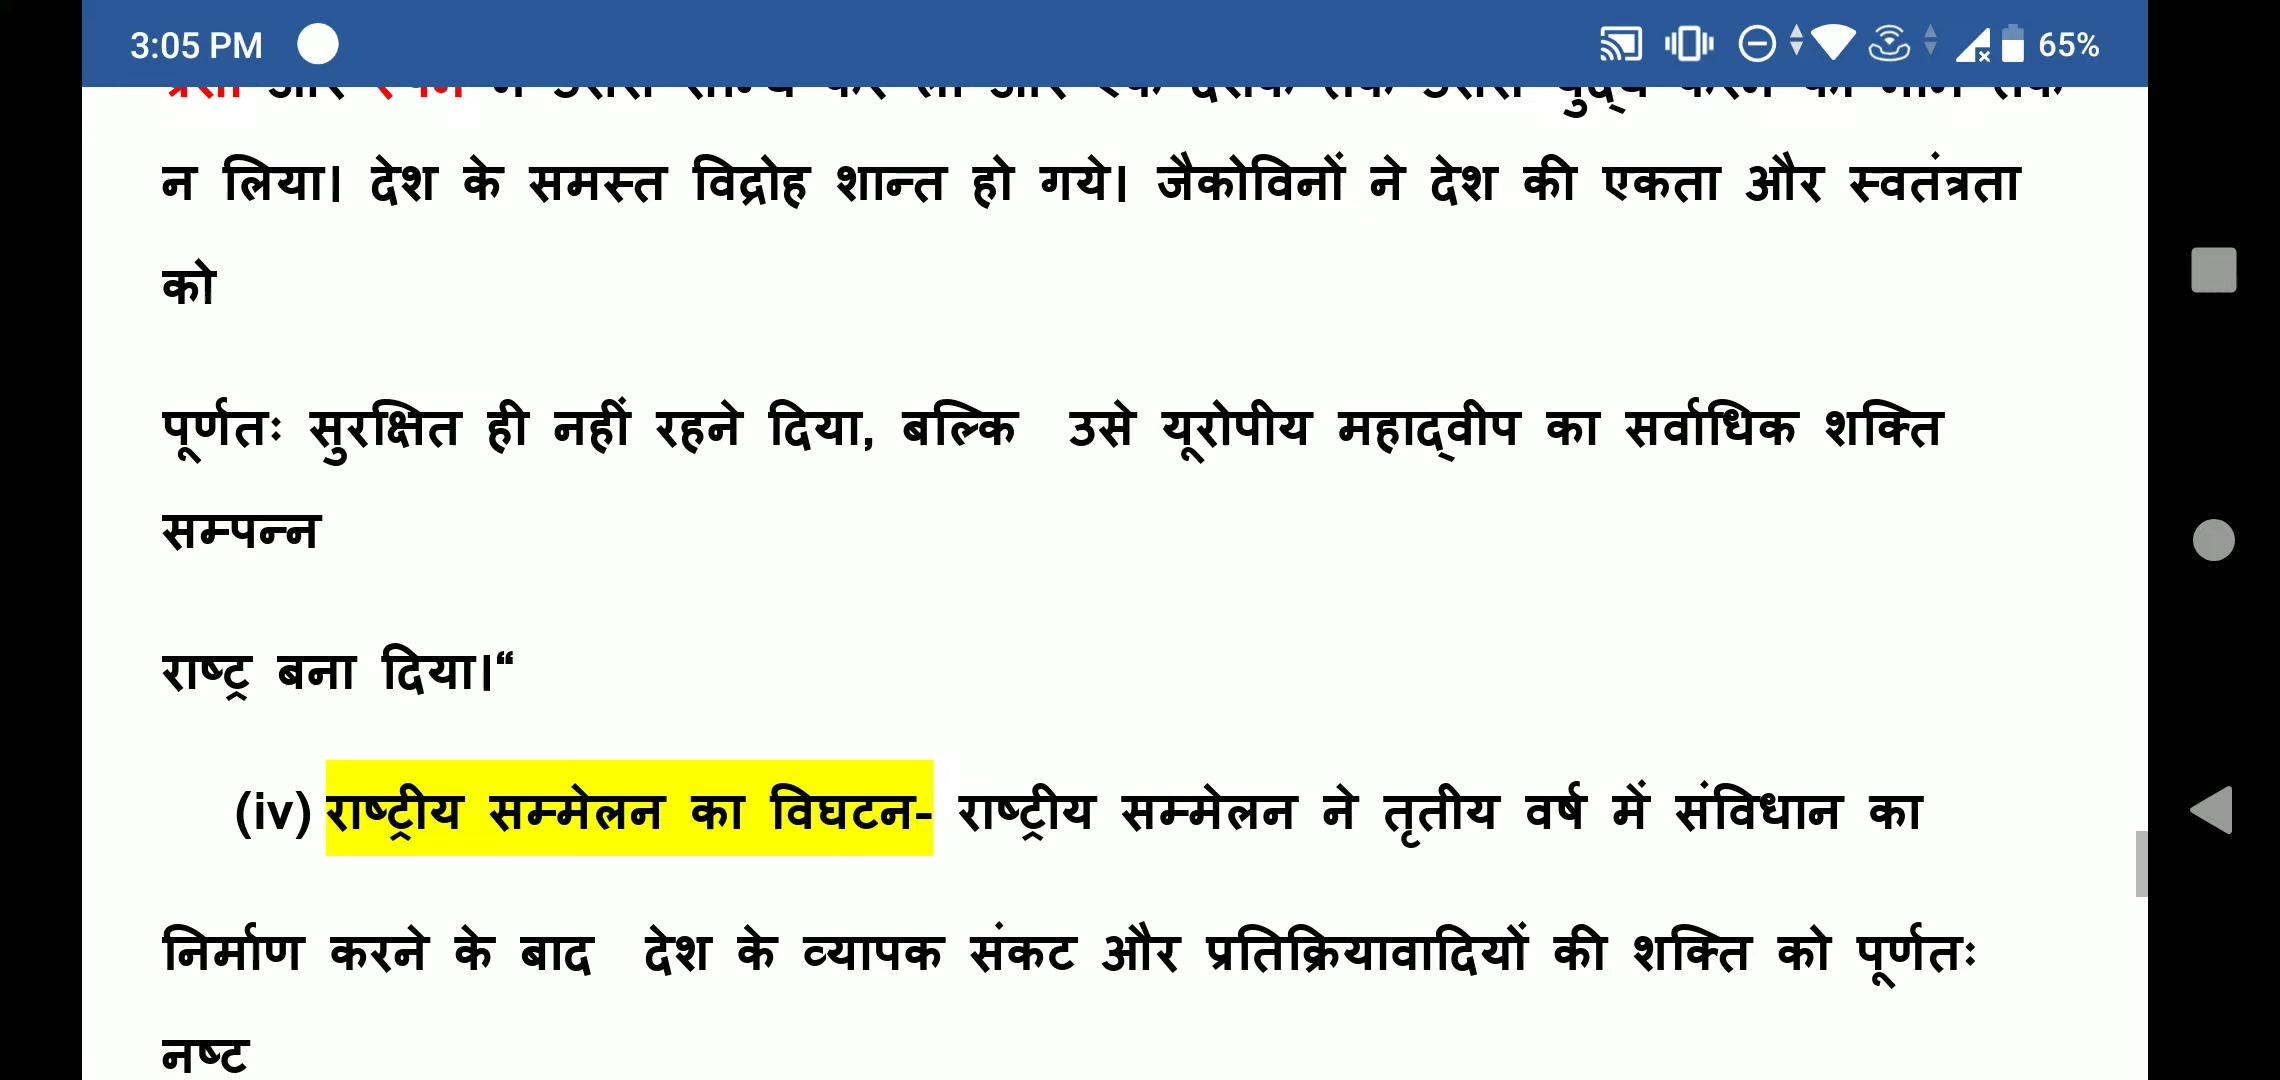 3:05 PM 65%
और
न लिया। देश के समस्त विद्रोह शान्त हो गये। जैकोविनों ने देश की एकता और स्वतंत्रता
को
पूर्णतः सुरक्षित ही नहीं रहने दिया, बल्कि उसे यूरोपीय महाद्वीप का सर्वाधिक शक्ति
सम्पन्न
राष्ट्र बना दिया।“
(iv) राष्ट्रीय सम्मेलन का विघटन- राष्ट्रीय सम्मेलन ने तृतीय वर्ष में संविधान का
निर्माण करने के बाद देश के व्यापक संकट और प्रतिक्रियावादियों की शक्ति को पूर्णतः
नष्ट